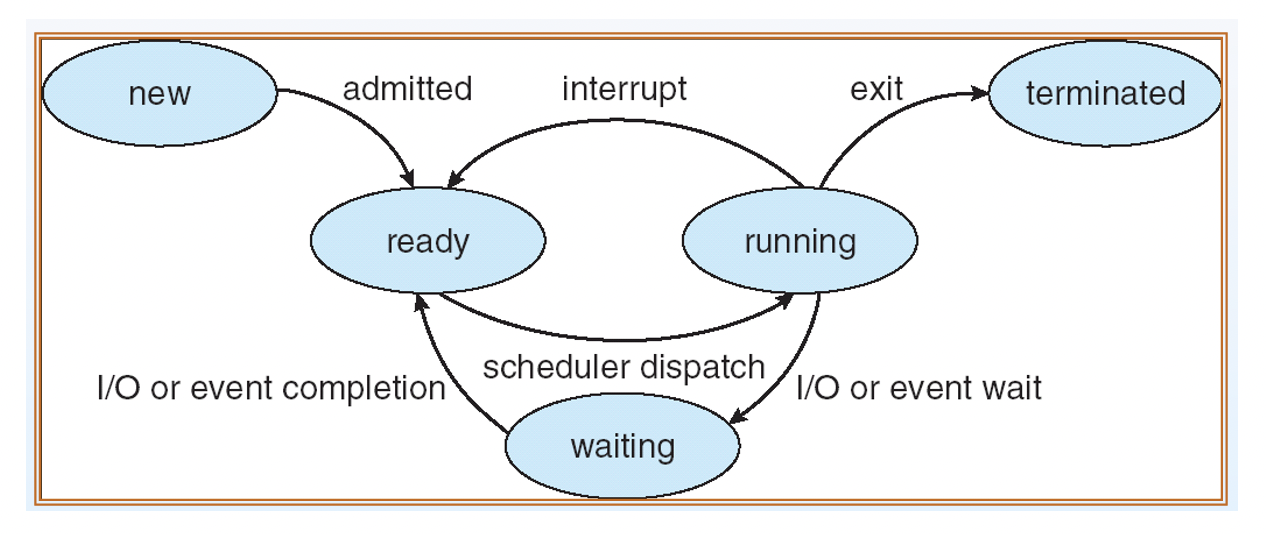 new
admitted
interrupt
exit
terminated
ready
running
scheduler dispatch
I/O or event completion
I/O or event wait
waiting